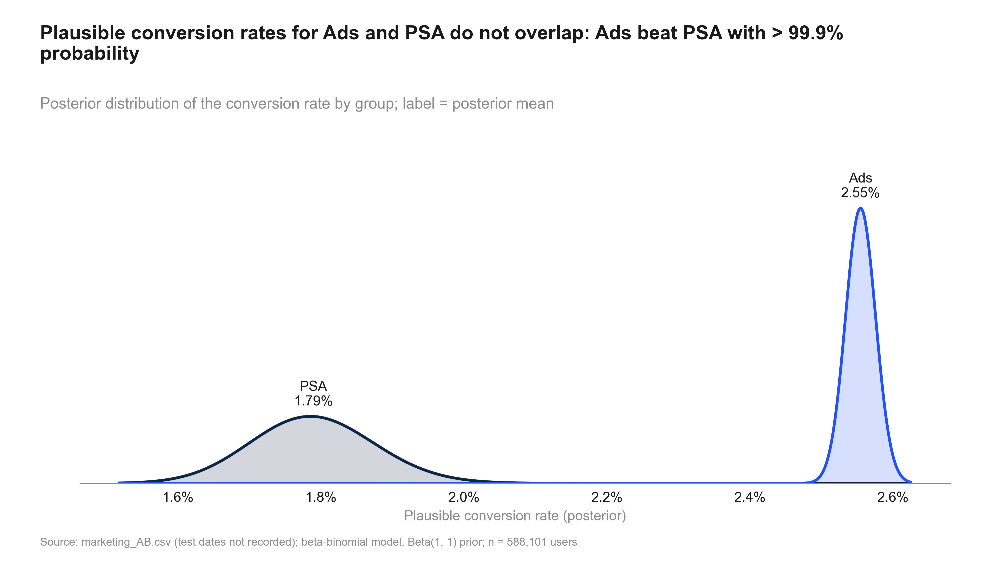 Plausible conversion rates for Ads and PSA do not overlap: Ads beat PSA with > 99.9%
probability
Posterior distribution of the conversion rate by group; label = posterior mean
Ads
2.55%
PSA
1.79%
1.6%
1.8%
2.0%
2.2%
2.4%
2.6%
Plausible conversion rate (posterior)
Source: marketing_AB.csv (test dates not recorded); beta-binomial model, Beta(1, 1) prior; n = 588,101 users